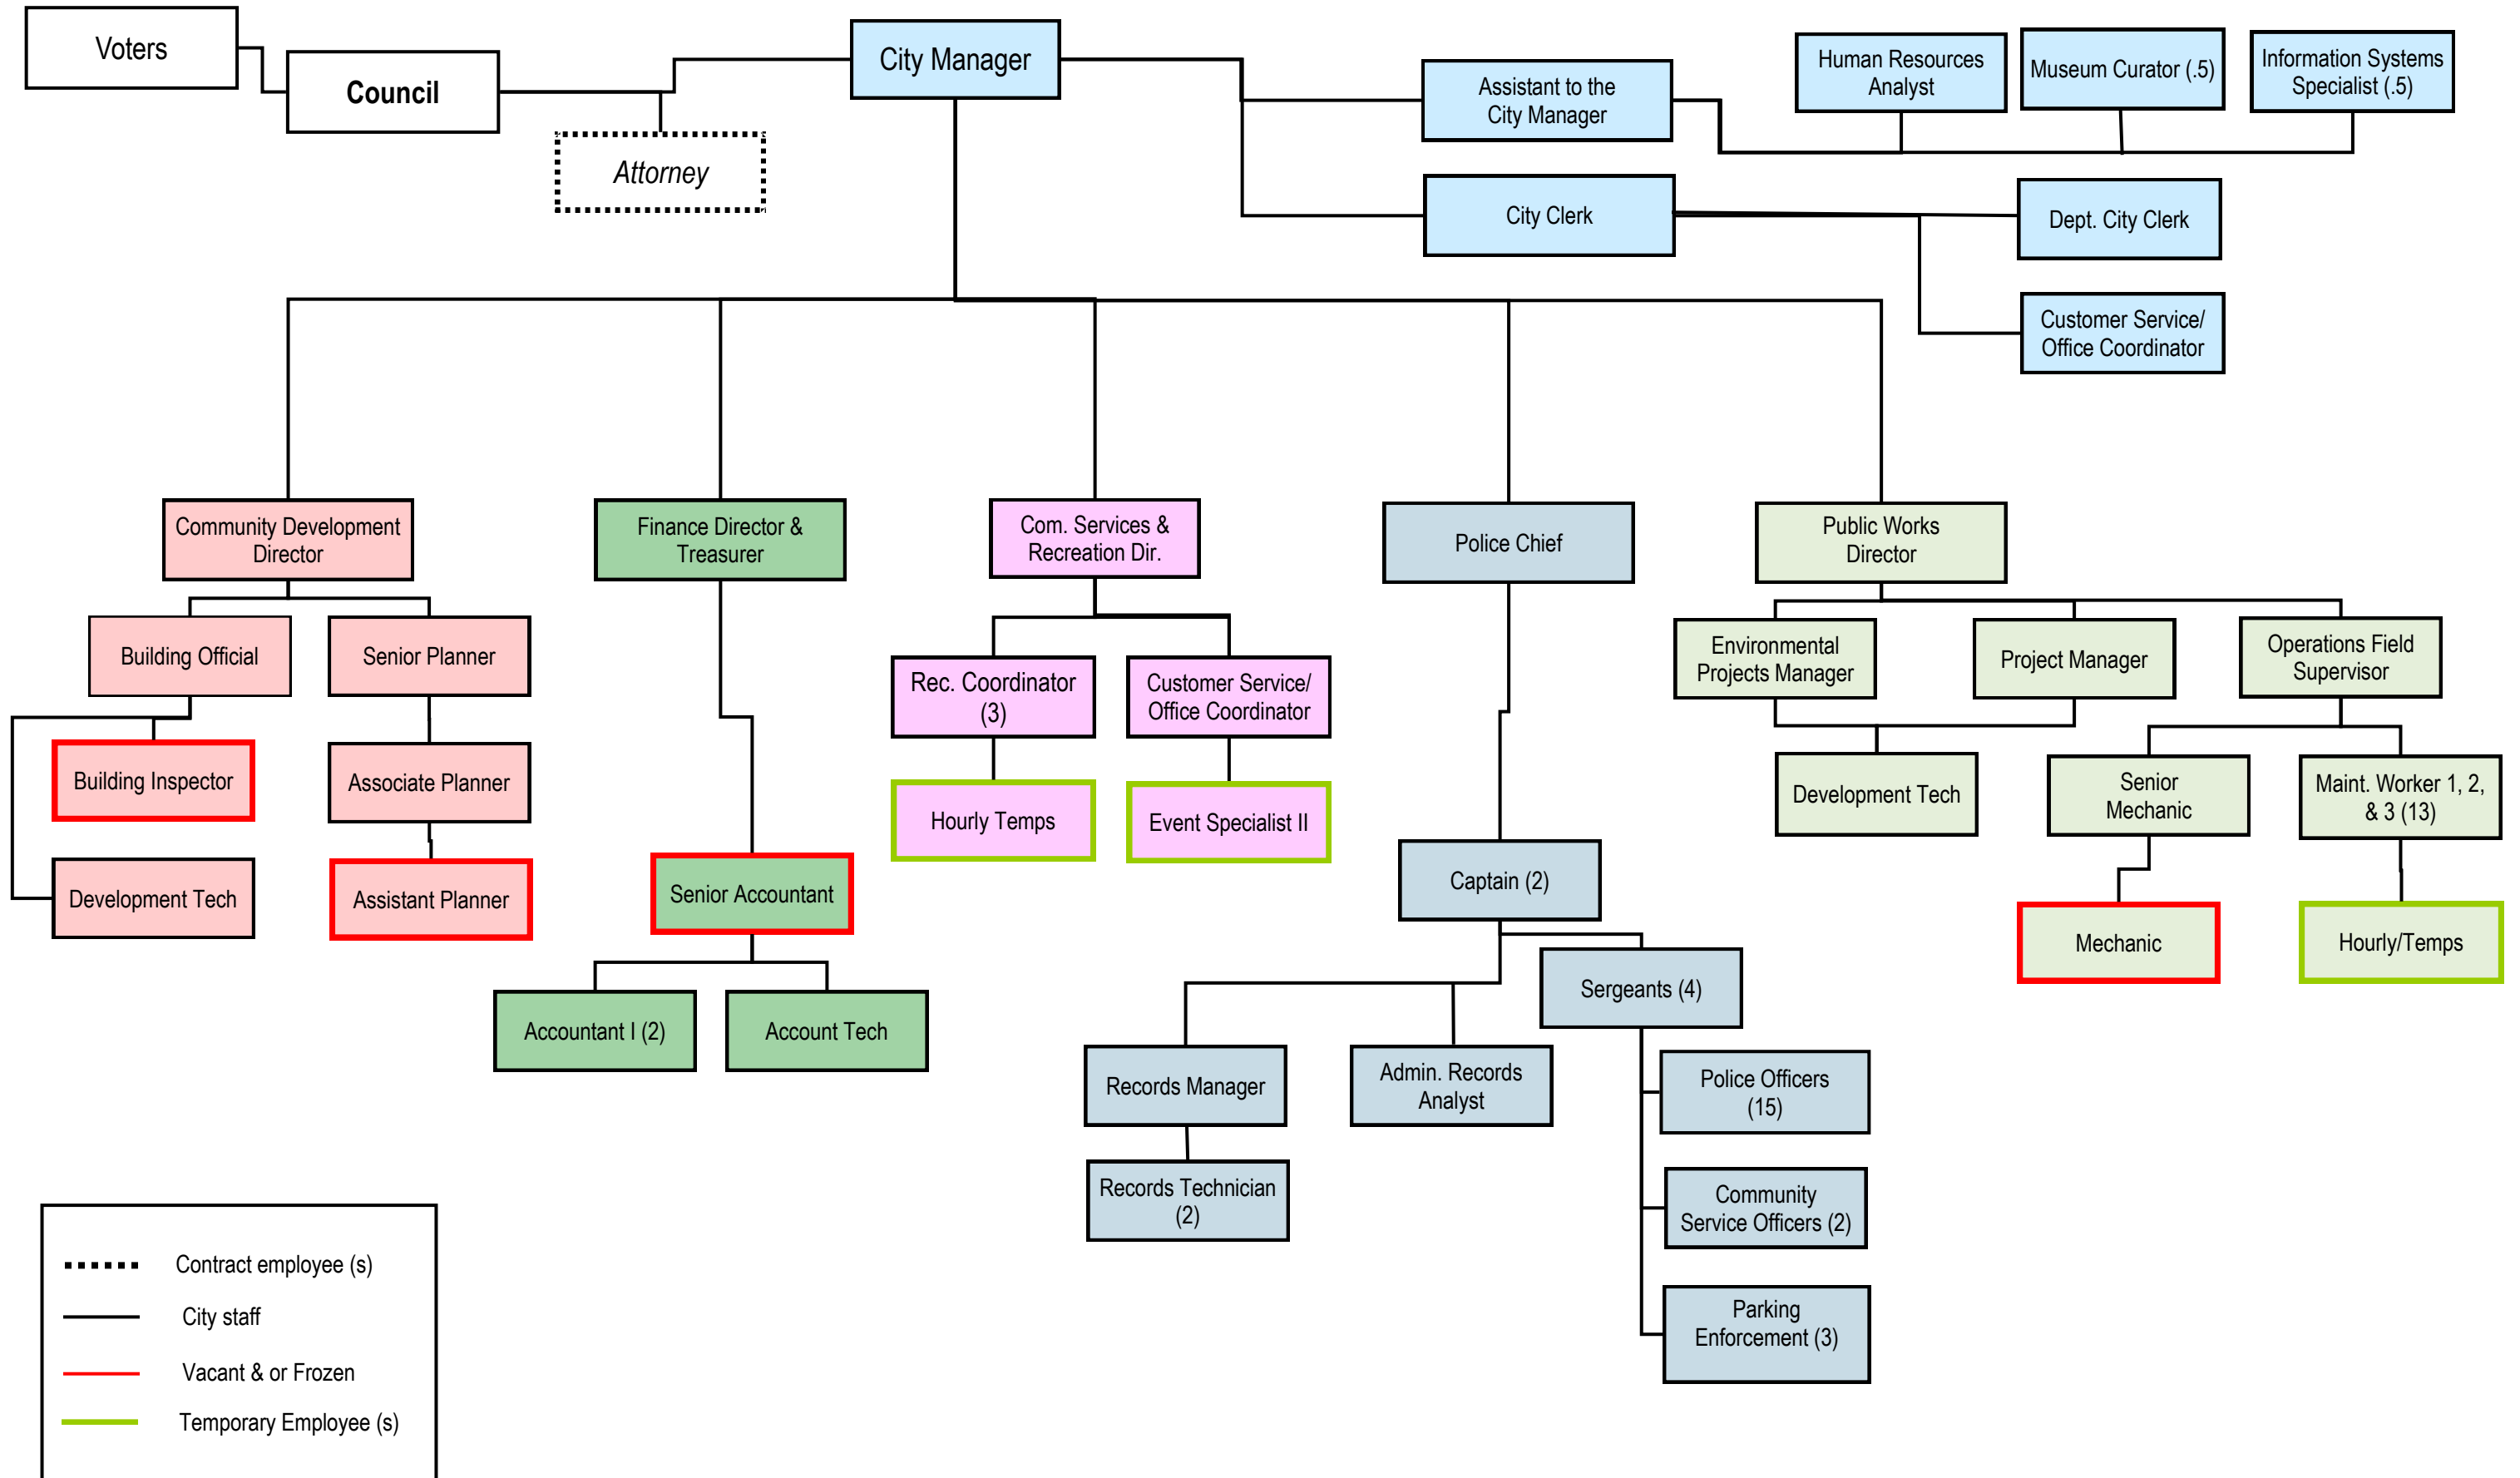 Voters
Council
Attorney
City Manager
Assistant to the
City Manager
Human Resources
Analyst
Museum Curator (.5)
Information Systems
Specialist (.5)
City Clerk
Dept. City Clerk
Customer Service/
Office Coordinator
Community Development
Director
Finance Director &
Treasurer
Com. Services &
Recreation Dir.
Police Chief
Public Works
Director
Building Official
Senior Planner
Building Inspector
Associate Planner
Development Tech
Assistant Planner
Senior Accountant
Accountant I (2)
Account Tech
Rec. Coordinator
(3)
Customer Service/
Office Coordinator
Hourly Temps
Event Specialist II
Captain (2)
Sergeants (4)
Records Manager
Admin. Records
Analyst
Records Technician
(2)
Police Officers
(15)
Community
Service Officers (2)
Parking
Enforcement (3)
Environmental
Projects Manager
Project Manager
Operations Field
Supervisor
Development Tech
Senior
Mechanic
Maint. Worker 1, 2,
& 3 (13)
Mechanic
Hourly/Temps
Contract employee (s)
City staff
Vacant & or Frozen
Temporary Employee (s)